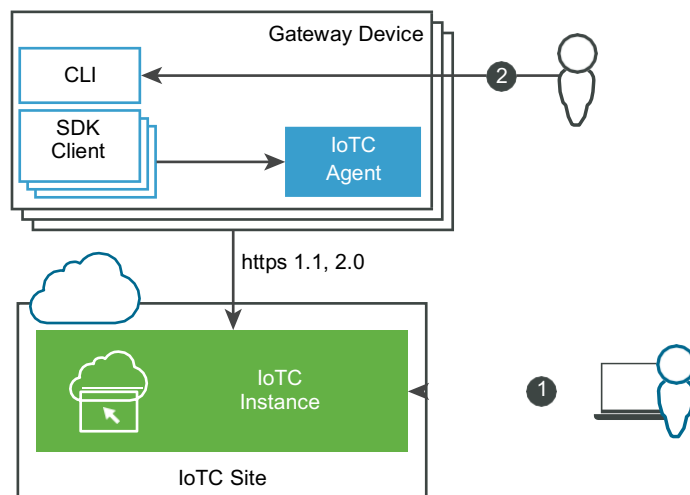 Gateway Device
CLI
2
SDK
Client
IoTC
Agent
https 1.1, 2.0
IoTC
Instance
1
IoTC Site